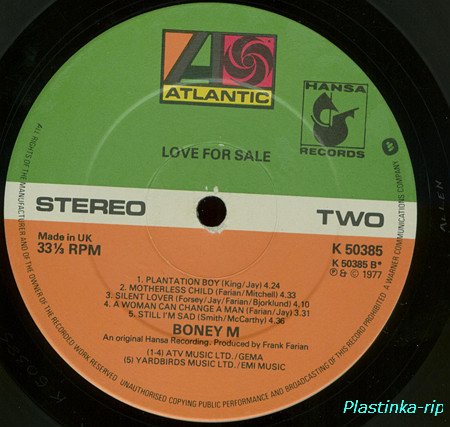 ATLANTIC
HANSA
RECORDS
LOVE FOR SALE
STEREO
TWO
Made in UK
33⅓ RPM
K 50385
K 50385 B*
℗ & © 1977
1. PLANTATION BOY (King/Jay) 4.24
2. MOTHERLESS CHILD (Farian/Mitchell) 4.33
3. SILENT LOVER (Forsey/Jay/Farian/Bjorklund) 4.10
4. A WOMAN CAN CHANGE A MAN (Farian/Jay) 3.31
5. STILL I'M SAD (Smith/McCarthy) 4.36
BONEY M
An original Hansa Recording. Produced by Frank Farian
(1-4) ATV MUSIC LTD./GEMA
(5) YARDBIRDS MUSIC LTD./EMI MUSIC
ALL RIGHTS OF THE MANUFACTURER AND OF THE OWNER OF THE RECORDED WORK RESERVED UNAUTHORISED COPYING PUBLIC PERFORMANCE AND BROADCASTING OF THIS RECORD PROHIBITED A WARNER COMMUNICATIONS COMPANY
ALLEN
Plastinka-rip